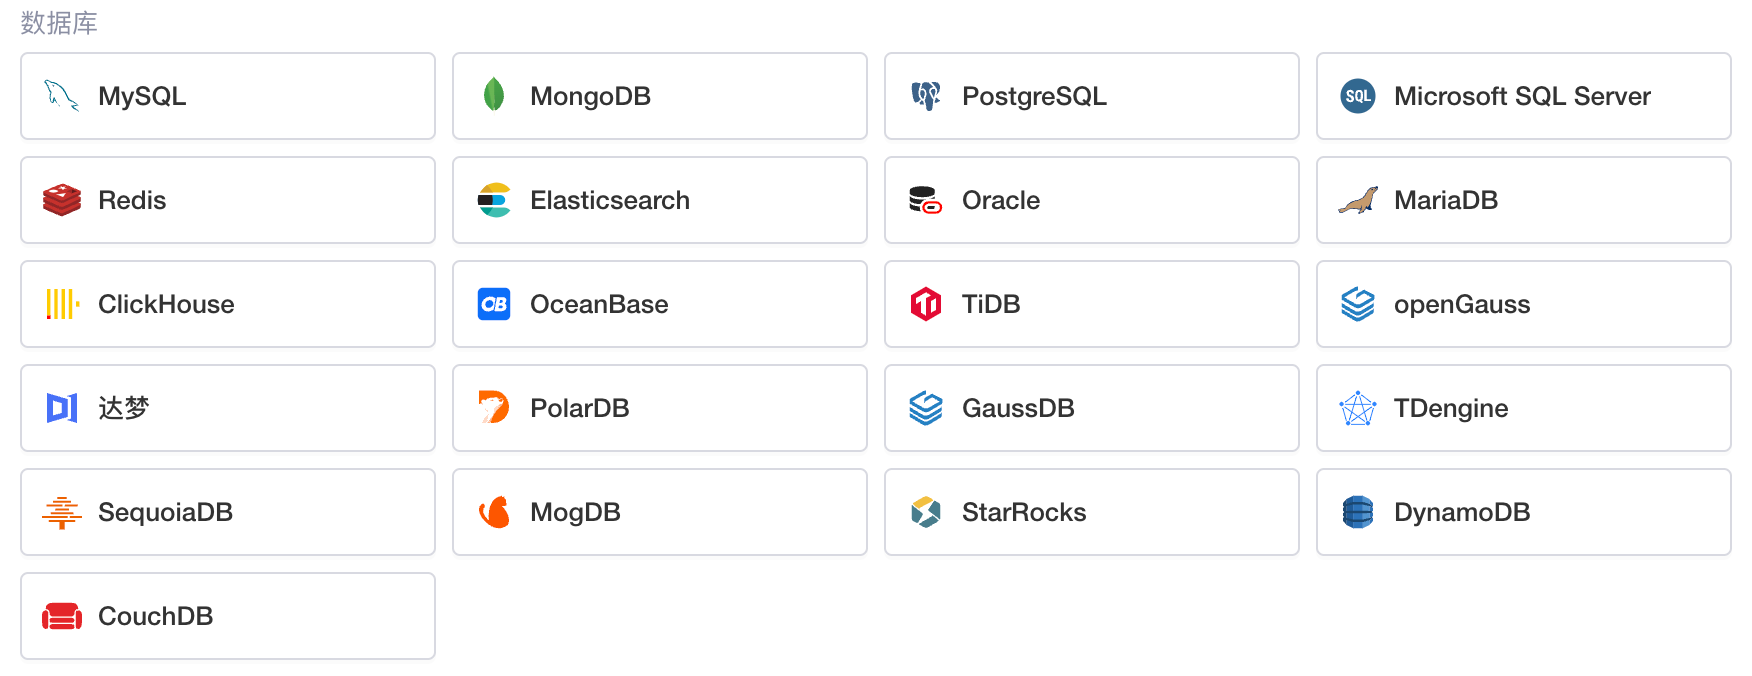 数据库
MySQL
MongoDB
PostgreSQL
SQL
Microsoft SQL Server
Redis
Elasticsearch
Oracle
MariaDB
ClickHouse
OB
OceanBase
TiDB
openGauss
达梦
PolarDB
GaussDB
TDengine
SequoiaDB
MogDB
StarRocks
DynamoDB
CouchDB